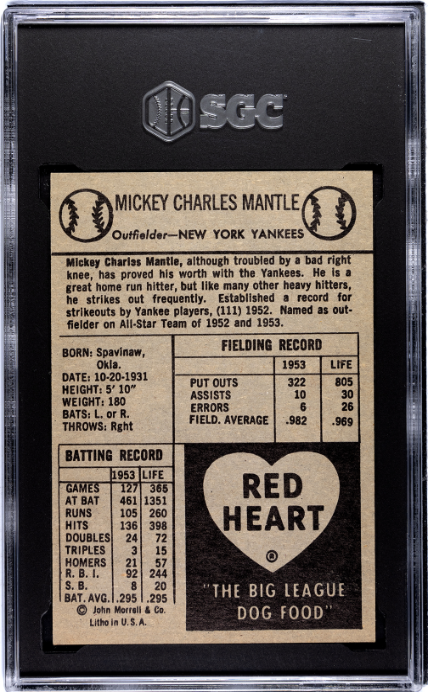 SGC
MICKEY CHARLES MANTLE
Outfielder—NEW YORK YANKEES
Mickey Charles Mantle, although troubled by a bad right
knee, has proved his worth with the Yankees. He is a
great home run hitter, but like many other heavy hitters,
he strikes out frequently. Established a record for
strikeouts by Yankee players, (111) 1952. Named as out-
fielder on All-Star Team of 1952 and 1953.
BORN: Spavinaw,
Okla.
DATE: 10-20-1931
HEIGHT: 5' 10"
WEIGHT: 180
BATS: L. or R.
THROWS: Rght
FIELDING RECORD
1953 LIFE
PUT OUTS 322 805
ASSISTS 10 30
ERRORS 6 26
FIELD. AVERAGE .982 .969
BATTING RECORD
1953 LIFE
GAMES 127 366
AT BAT 461 1351
RUNS 105 260
HITS 136 398
DOUBLES 24 72
TRIPLES 3 15
HOMERS 21 57
R. B. I. 92 244
S. B. 8 20
BAT. AVG. .295 .295
© John Morrell & Co.
Litho in U. S. A.
RED
HEART
®
"THE BIG LEAGUE
DOG FOOD"